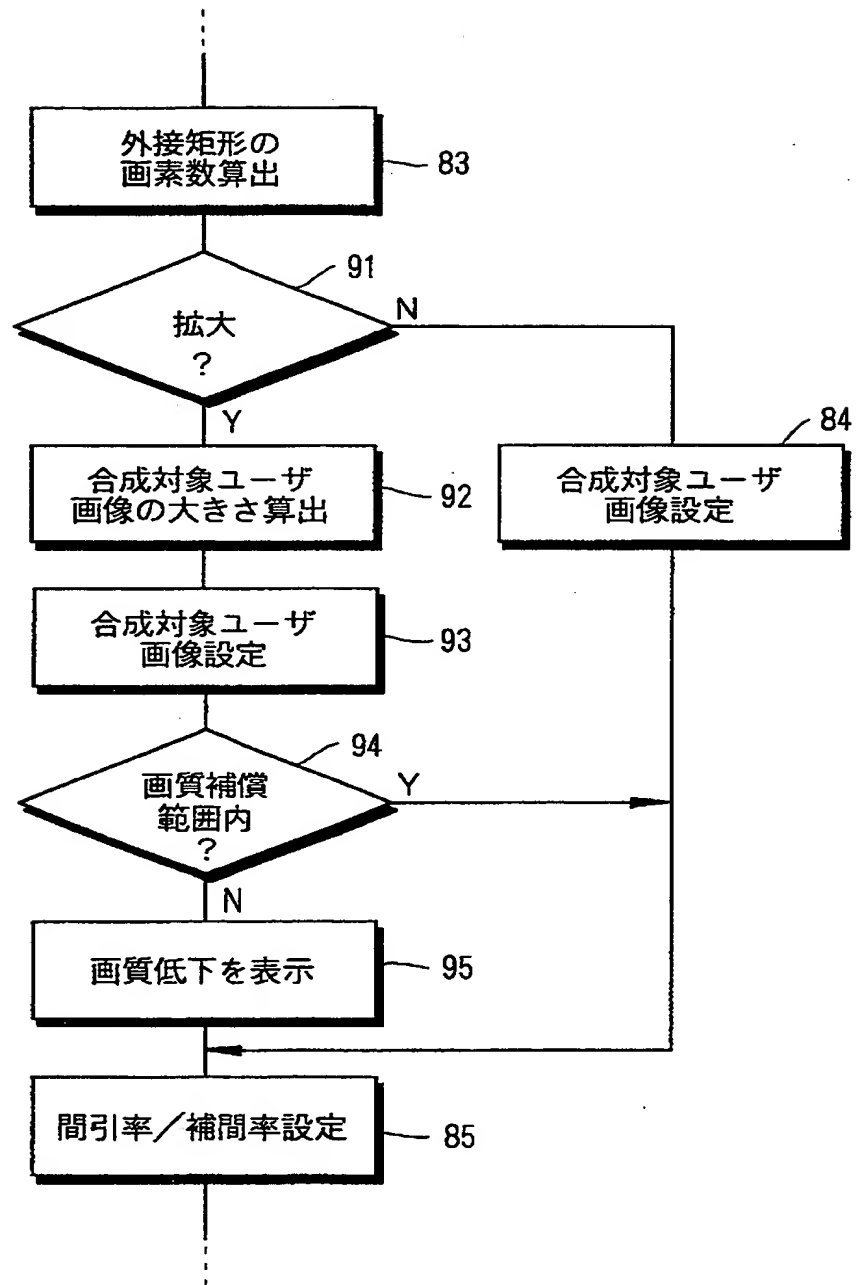 外接矩形の
画素数算出
83
91
拡大
?
N
Y
84
合成対象ユーザ
画像の大きさ算出
92
合成対象ユーザ
画像設定
合成対象ユーザ
画像設定
93
94
画質補償
範囲内
?
Y
N
画質低下を表示
95
間引率／補間率設定
85